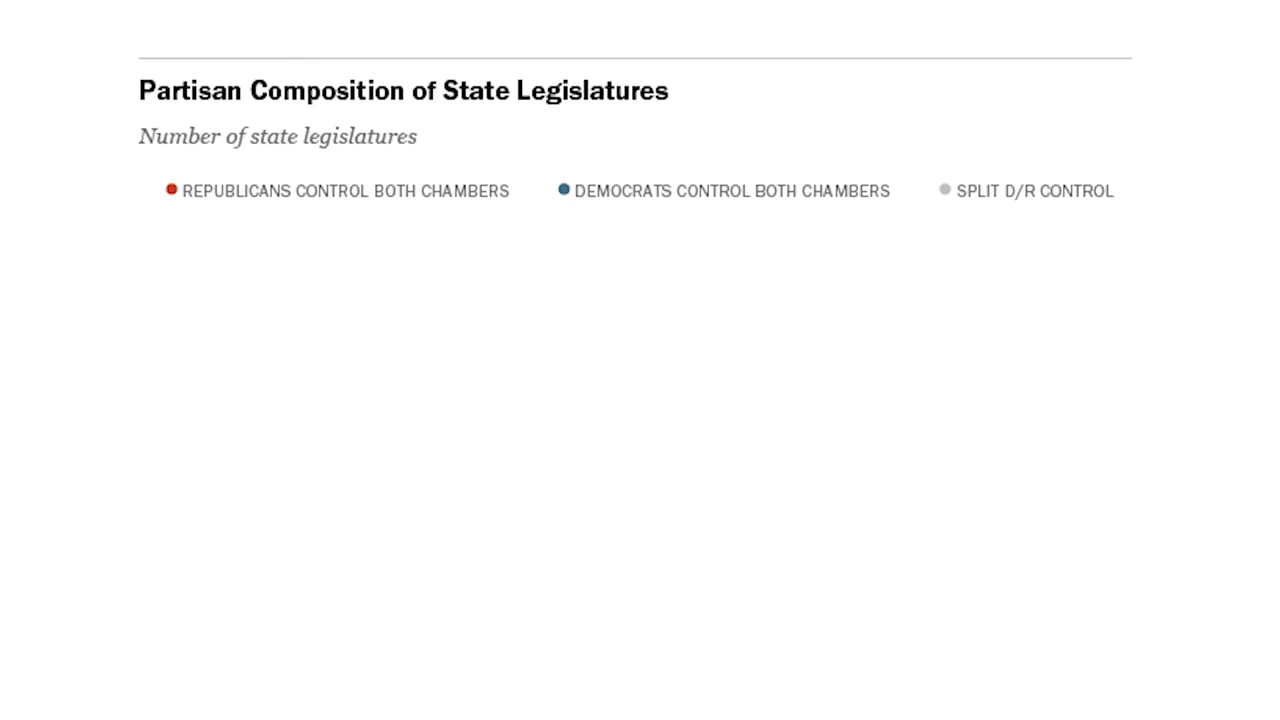 Partisan Composition of State Legislatures
Number of state legislatures
REPUBLICANS CONTROL BOTH CHAMBERS DEMOCRATS CONTROL BOTH CHAMBERS SPLIT D/R CONTROL